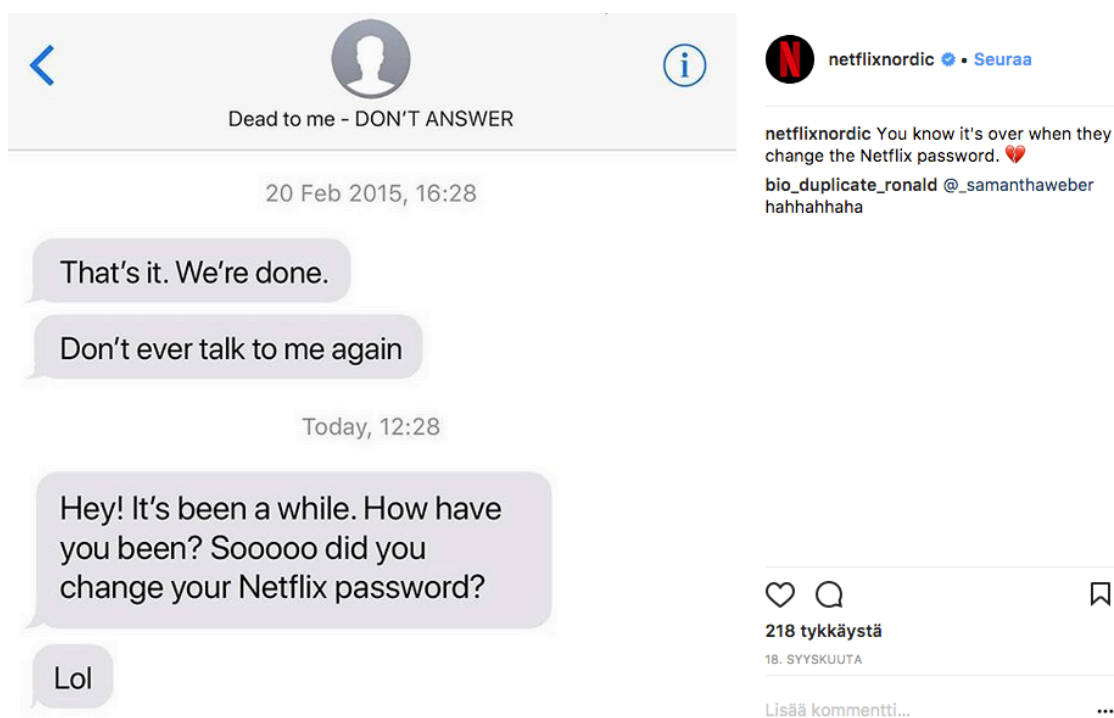 Dead to me - DON'T ANSWER
20 Feb 2015, 16:28
That's it. We're done.
Don't ever talk to me again
Today, 12:28
Hey! It's been a while. How have
you been? Sooooo did you
change your Netflix password?
Lol
netflixnordic • Seuraa
netflixnordic You know it's over when they
change the Netflix password. 💔
bio_duplicate_ronald @_samanthaweber
hahhahhaha
218 tykkäystä
18. SYYSKUUTA
Lisää kommentti...